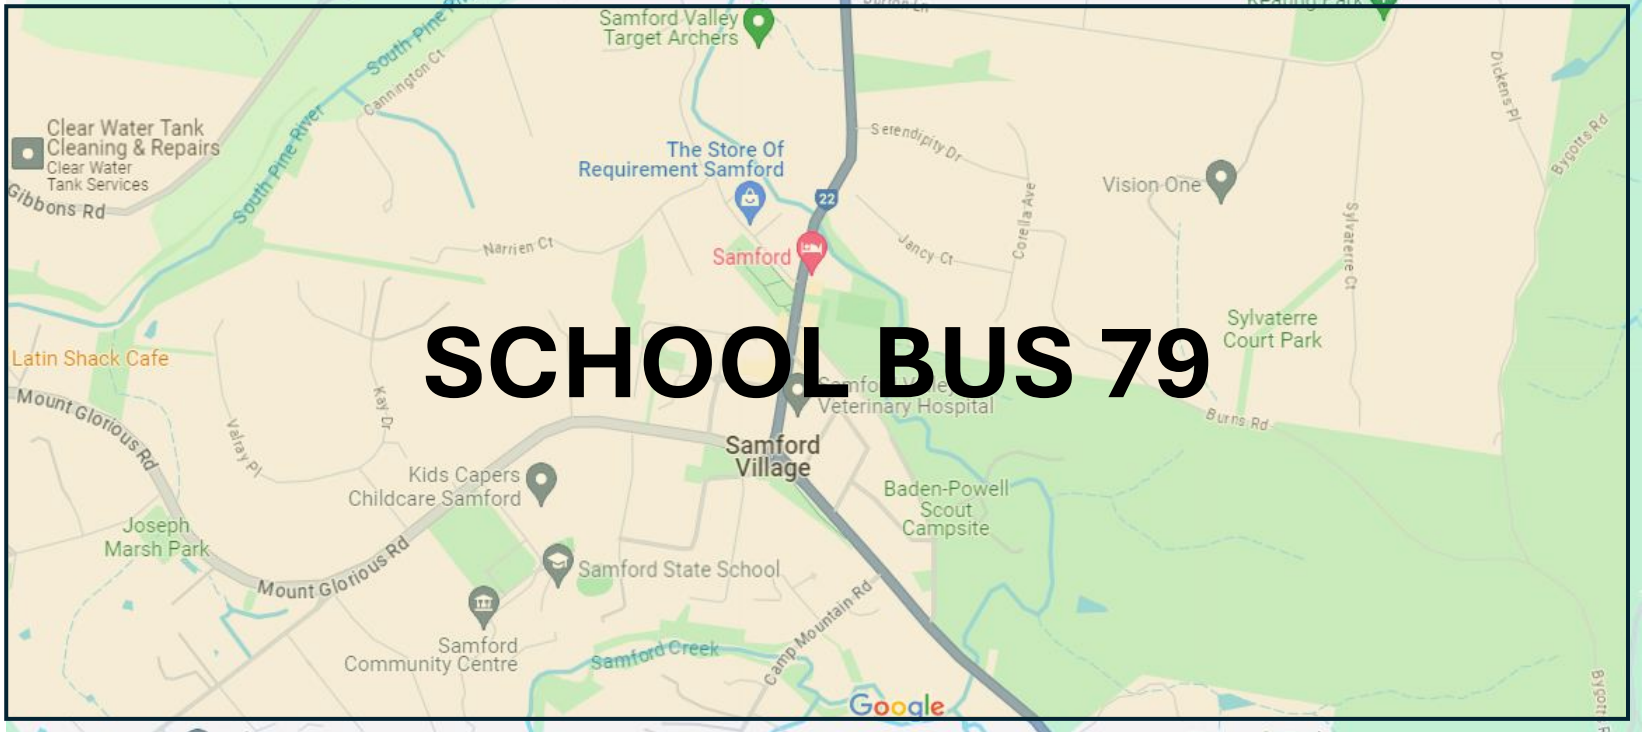 Samford Valley
Target Archers
South Pine
Cannington Ct
Clear Water Tank
Cleaning & Repairs
Clear Water
Tank Services
Gibbons Rd
South Pine River
The Store Of
Requirement Samford
22
Serendipity Dr
Dickens Pl
Bygotts Rd
Vision One
Corella Ave
Sylvaterre Ct
Narrien Ct
Samford
Jancy Ct
Sylvaterre
Court Park
Latin Shack Cafe
SCHOOL BUS 79
Veterinary Hospital
Mount Glorious Rd
Kay Dr
Valray Pl
Burns Rd
Samford
Village
Kids Capers
Childcare Samford
Baden-Powell
Scout
Campsite
Joseph
Marsh Park
Samford State School
Mount Glorious Rd
Camp Mountain Rd
Samford
Community Centre
Samford Creek
Google